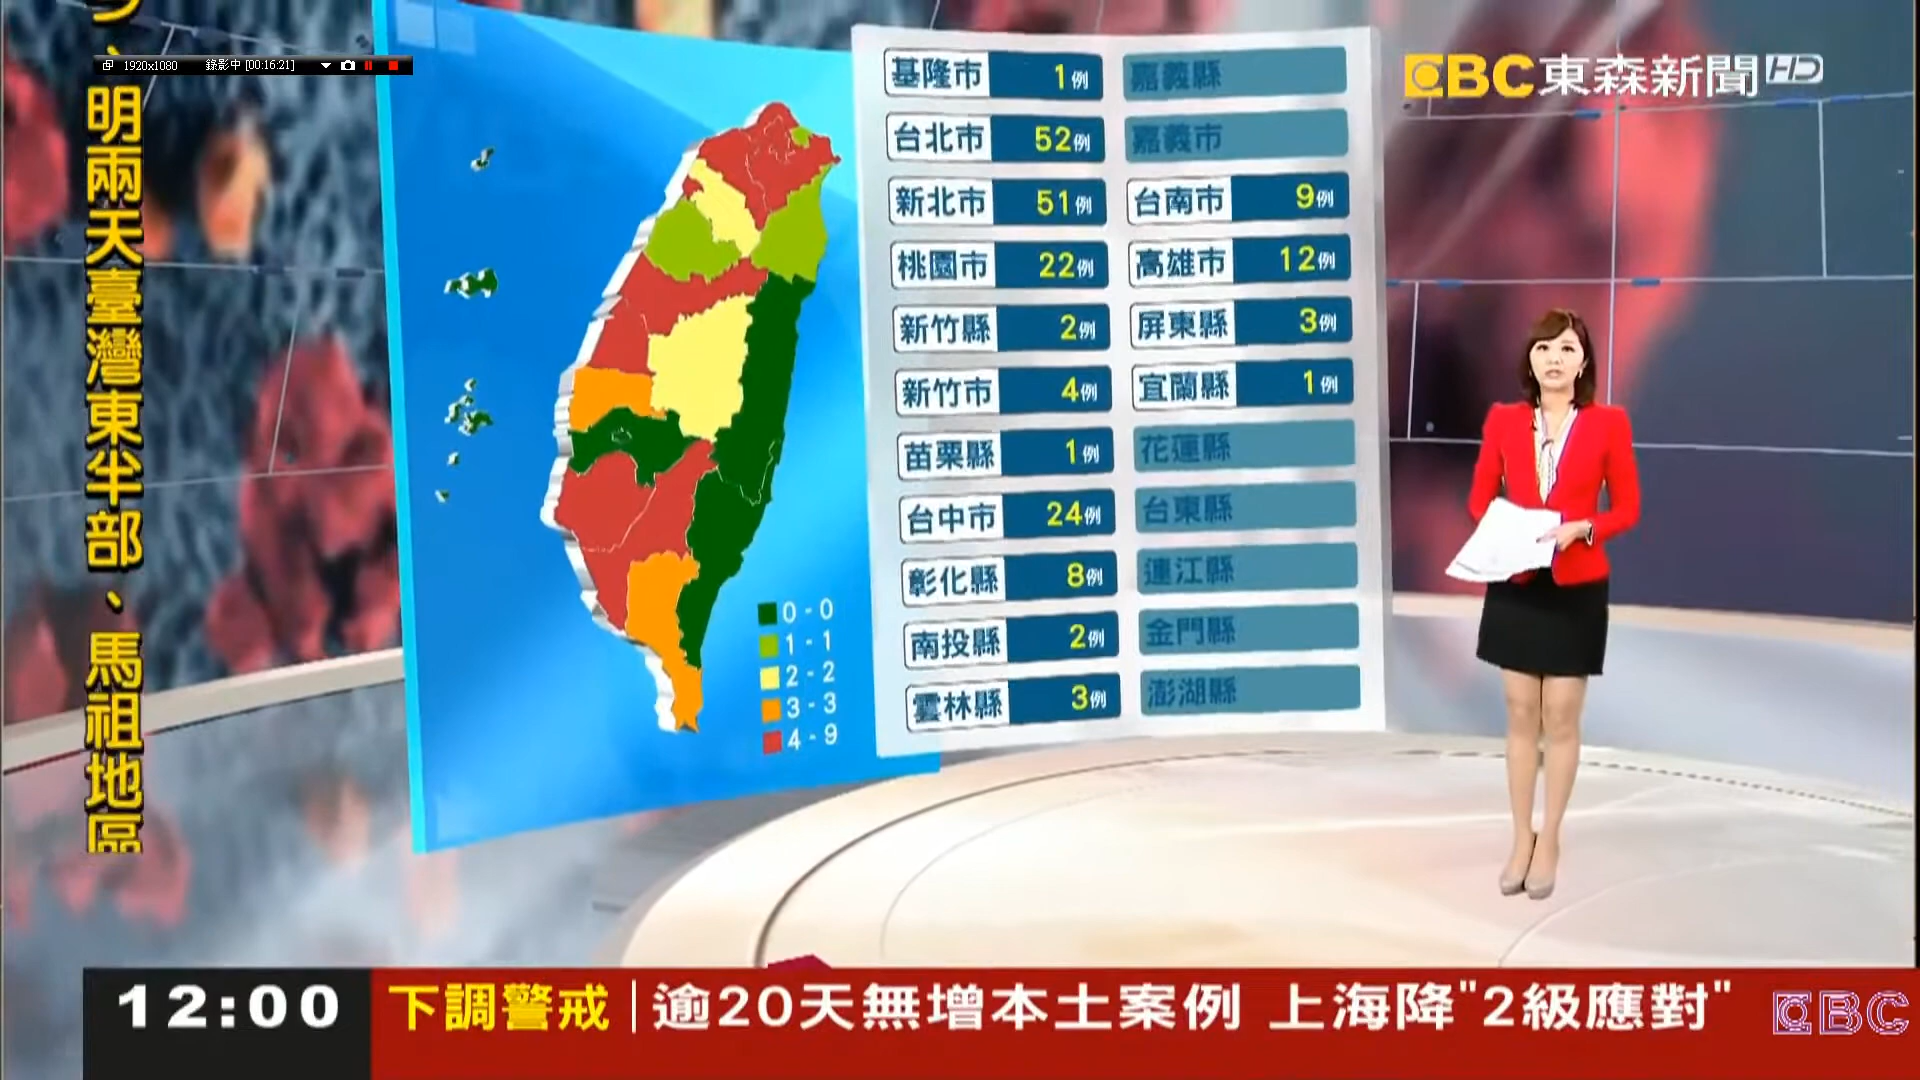 1920x1080 錄影中 [00:16:21]
、明兩天臺灣東半部、馬祖地區
EBC東森新聞HD
基隆市 1例
台北市 52例
新北市 51例
桃園市 22例
新竹縣 2例
新竹市 4例
苗栗縣 1例
台中市 24例
彰化縣 8例
南投縣 2例
雲林縣 3例
嘉義縣
嘉義市
台南市 9例
高雄市 12例
屏東縣 3例
宜蘭縣 1例
花蓮縣
台東縣
連江縣
金門縣
澎湖縣
0 - 0
1 - 1
2 - 2
3 - 3
4 - 9
12:00
下調警戒 | 逾20天無增本土案例 上海降"2級應對"
EBC